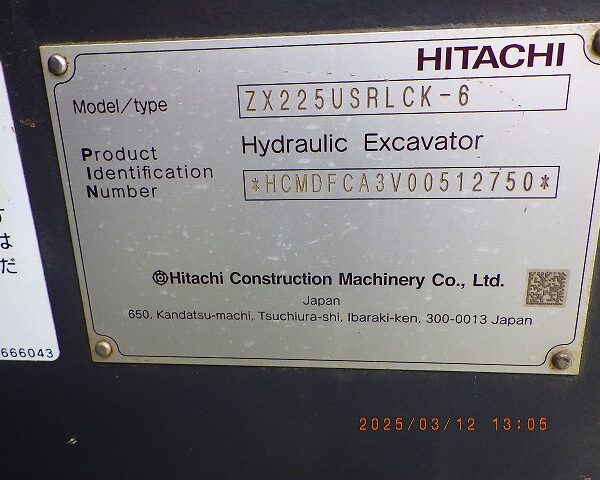 HITACHI
Model/type ZX225USRLCK-6
Hydraulic Excavator
Product
Identification
Number
*HCMDFCA3V00512750*
Hitachi Construction Machinery Co., Ltd.
Japan
650, Kandatsu-machi, Tsuchiura-shi, Ibaraki-ken, 300-0013 Japan
は
だ
666043
2025/03/12 13:05